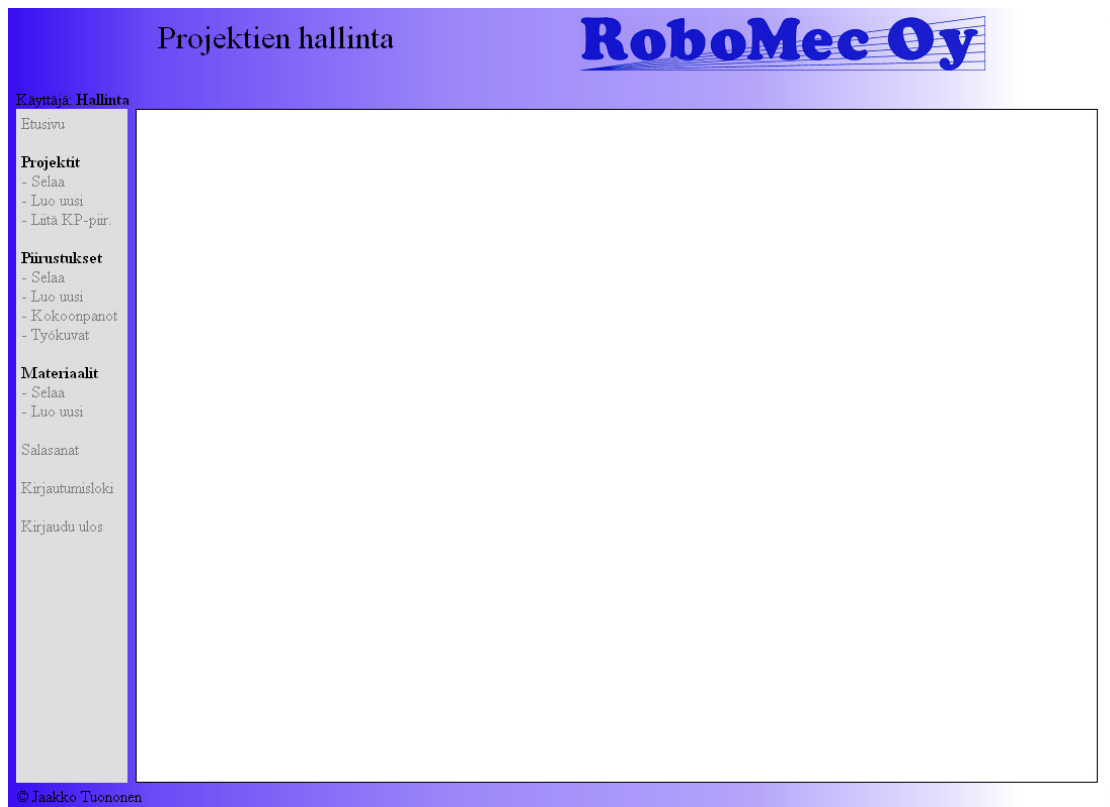 Projektien hallinta
RoboMec Oy
Käyttäjä: Hallinta
Etusivu
Projektit
- Selaa
- Luo uusi
- Liitä KP-piir.
Piirustukset
- Selaa
- Luo uusi
- Kokoonpanot
- Työkuvat
Materiaalit
- Selaa
- Luo uusi
Salasanat
Kirjautumisloki
Kirjaudu ulos
© Jaakko Tuononen